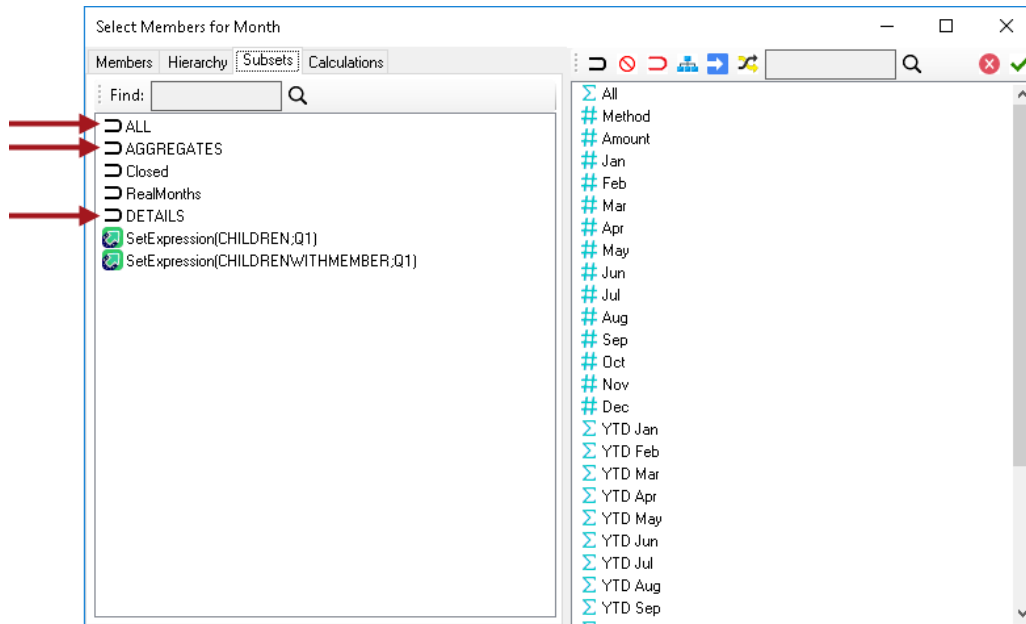 Select Members for Month
Members Hierarchy Subsets Calculations
Find:
ALL
AGGREGATES
Closed
RealMonths
DETAILS
SetExpression(CHILDREN;Q1)
SetExpression(CHILDRENWITHMEMBER;Q1)
All
Method
Amount
Jan
Feb
Mar
Apr
May
Jun
Jul
Aug
Sep
Oct
Nov
Dec
YTD Jan
YTD Feb
YTD Mar
YTD Apr
YTD May
YTD Jun
YTD Jul
YTD Aug
YTD Sep